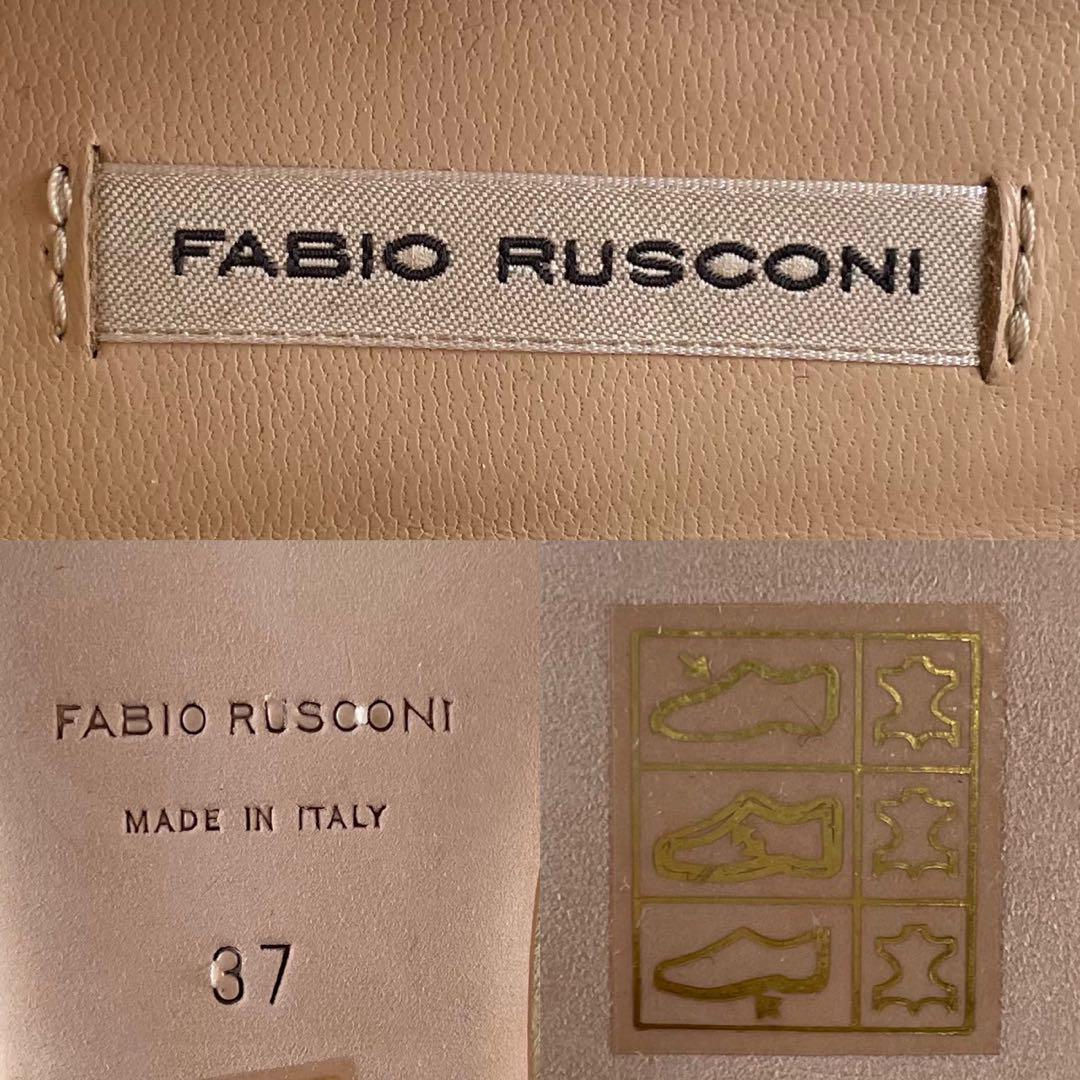 FABIO RUSCONI
FABIO RUSCONI
MADE IN ITALY
37